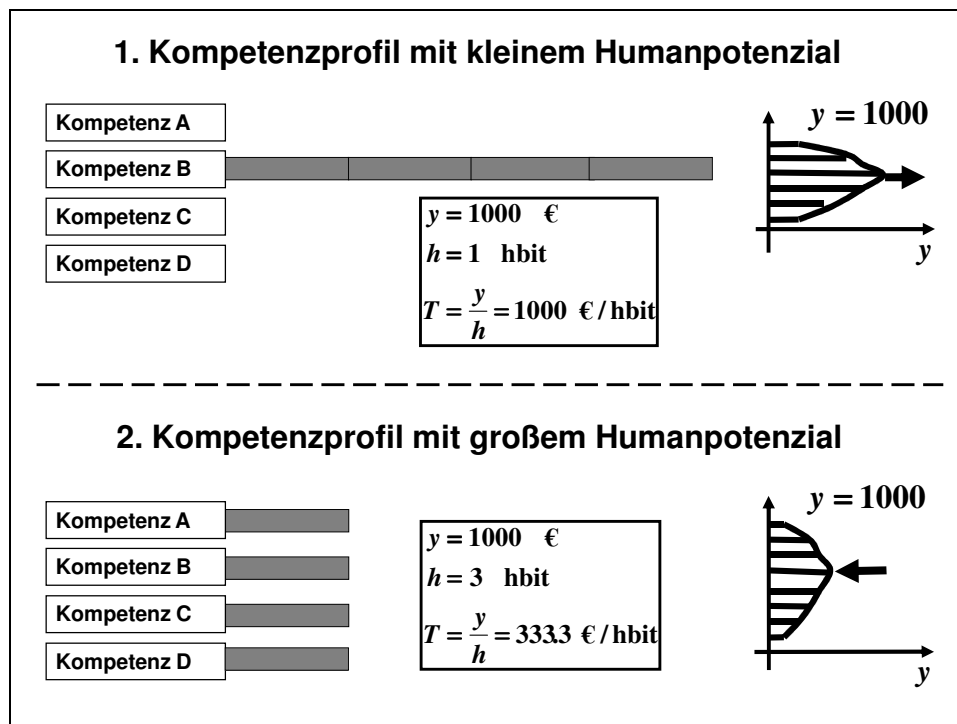 1. Kompetenzprofil mit kleinem Humanpotenzial
Kompetenz A
Kompetenz B
Kompetenz C
Kompetenz D
y = 1000 €
h = 1 hbit
T = y/h = 1000 € / hbit
y = 1000
y
2. Kompetenzprofil mit großem Humanpotenzial
Kompetenz A
Kompetenz B
Kompetenz C
Kompetenz D
y = 1000 €
h = 3 hbit
T = y/h = 333.3 € / hbit
y = 1000
y